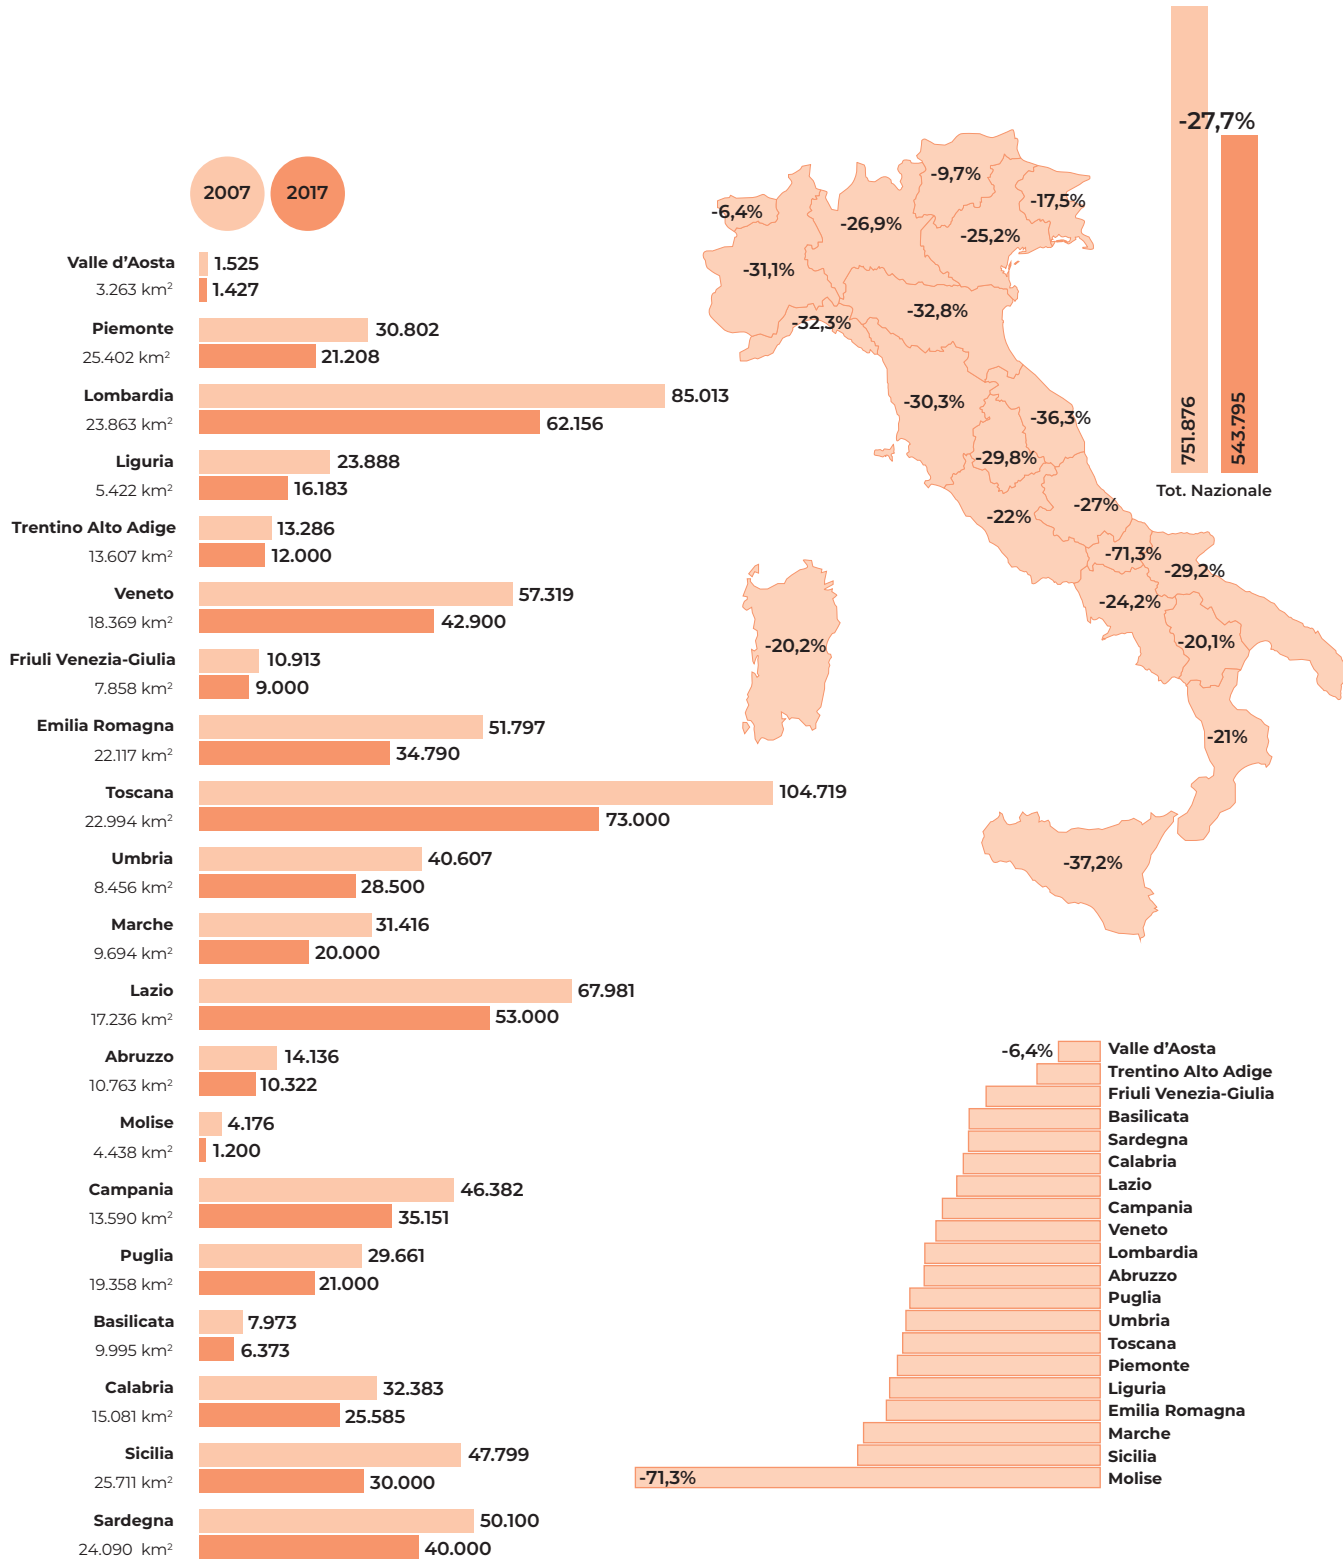 2007
2017
Valle d’Aosta
3.263 km²
1.525
1.427
Piemonte
25.402 km²
30.802
21.208
Lombardia
23.863 km²
85.013
62.156
Liguria
5.422 km²
23.888
16.183
Trentino Alto Adige
13.607 km²
13.286
12.000
Veneto
18.369 km²
57.319
42.900
Friuli Venezia-Giulia
7.858 km²
10.913
9.000
Emilia Romagna
22.117 km²
51.797
34.790
Toscana
22.994 km²
104.719
73.000
Umbria
8.456 km²
40.607
28.500
Marche
9.694 km²
31.416
20.000
Lazio
17.236 km²
67.981
53.000
Abruzzo
10.763 km²
14.136
10.322
Molise
4.438 km²
4.176
1.200
Campania
13.590 km²
46.382
35.151
Puglia
19.358 km²
29.661
21.000
Basilicata
9.995 km²
7.973
6.373
Calabria
15.081 km²
32.383
25.585
Sicilia
25.711 km²
47.799
30.000
Sardegna
24.090 km²
50.100
40.000
-9,7%
-17,5%
-6,4%
-26,9%
-25,2%
-31,1%
-32,8%
-32,3%
-30,3%
-36,3%
-29,8%
-27%
-22%
-71,3%
-29,2%
-24,2%
-20,1%
-20,2%
-21%
-37,2%
-27,7%
751.876
543.795
Tot. Nazionale
-6,4%
Valle d’Aosta
Trentino Alto Adige
Friuli Venezia-Giulia
Basilicata
Sardegna
Calabria
Lazio
Campania
Veneto
Lombardia
Abruzzo
Puglia
Umbria
Toscana
Piemonte
Liguria
Emilia Romagna
Marche
Sicilia
-71,3%
Molise